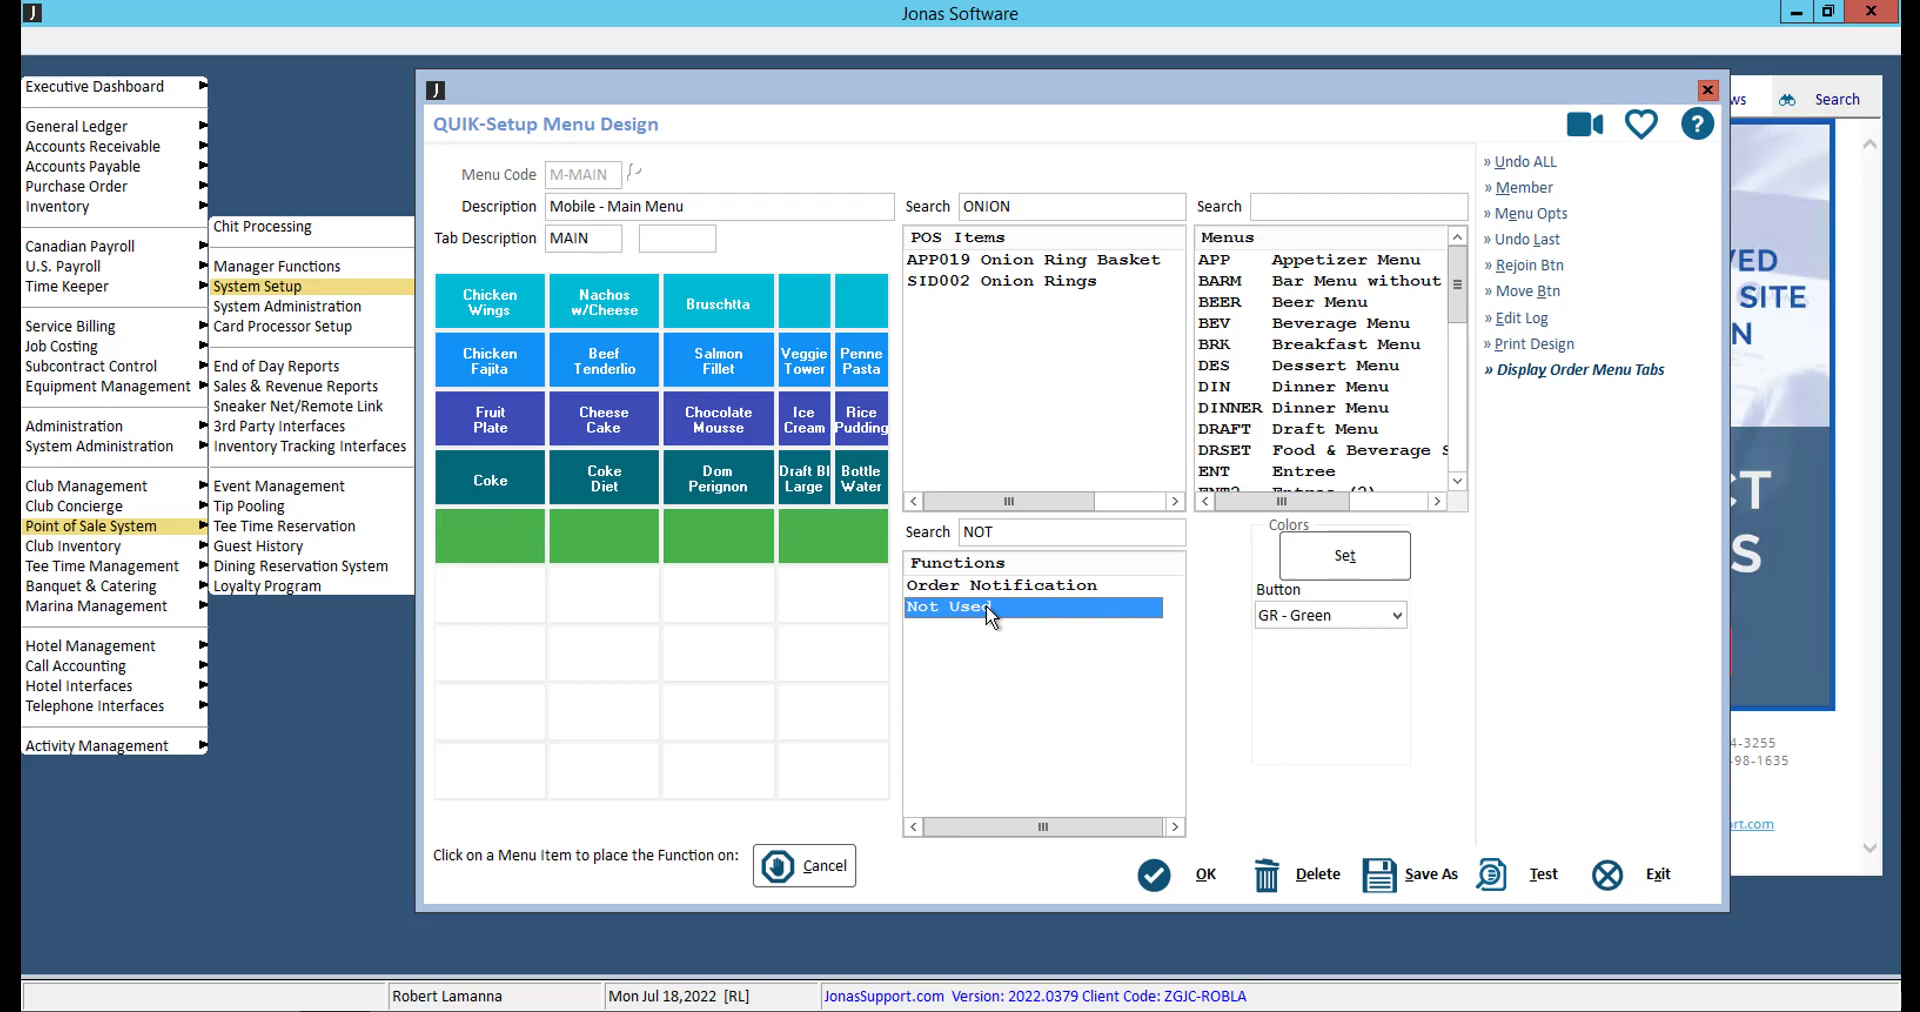 J
Jonas Software
Executive Dashboard
General Ledger
Accounts Receivable
Accounts Payable
Purchase Order
Inventory
Canadian Payroll
U.S. Payroll
Time Keeper
Service Billing
Job Costing
Subcontract Control
Equipment Management
Administration
System Administration
Club Management
Club Concierge
Point of Sale System
Club Inventory
Tee Time Management
Banquet & Catering
Marina Management
Hotel Management
Call Accounting
Hotel Interfaces
Telephone Interfaces
Activity Management
Chit Processing
Manager Functions
System Setup
System Administration
Card Processor Setup
End of Day Reports
Sales & Revenue Reports
Sneaker Net/Remote Link
3rd Party Interfaces
Inventory Tracking Interfaces
Event Management
Tip Pooling
Tee Time Reservation
Guest History
Dining Reservation System
Loyalty Program
J
QUIK-Setup Menu Design
?
Menu Code M-MAIN
Description Mobile - Main Menu
Tab Description MAIN
Chicken Wings
Nachos w/Cheese
Bruschtta
Chicken Fajita
Beef Tenderlio
Salmon Fillet
Veggie Tower
Penne Pasta
Fruit Plate
Cheese Cake
Chocolate Mousse
Ice Cream
Rice Pudding
Coke
Coke Diet
Dom Perignon
Draft Bl Large
Bottle Water
Click on a Menu Item to place the Function on: Cancel
Search ONION
POS Items
APP019 Onion Ring Basket
SID002 Onion Rings
Search
Menus
APP Appetizer Menu
BARM Bar Menu without
BEER Beer Menu
BEV Beverage Menu
BRK Breakfast Menu
DES Dessert Menu
DIN Dinner Menu
DINNER Dinner Menu
DRAFT Draft Menu
DRSET Food & Beverage S
ENT Entree
Search NOT
Functions
Order Notification
Not Used
Colors
Set
Button
GR - Green
OK Delete Save As Test Exit
» Undo ALL
» Member
» Menu Opts
» Undo Last
» Rejoin Btn
» Move Btn
» Edit Log
» Print Design
» Display Order Menu Tabs
ws Search
VED
SITE
N
CT
S
4-3255
-98-1635
ort.com
Robert Lamanna
Mon Jul 18,2022 [RL]
JonasSupport.com Version: 2022.0379 Client Code: ZGJC-ROBLA